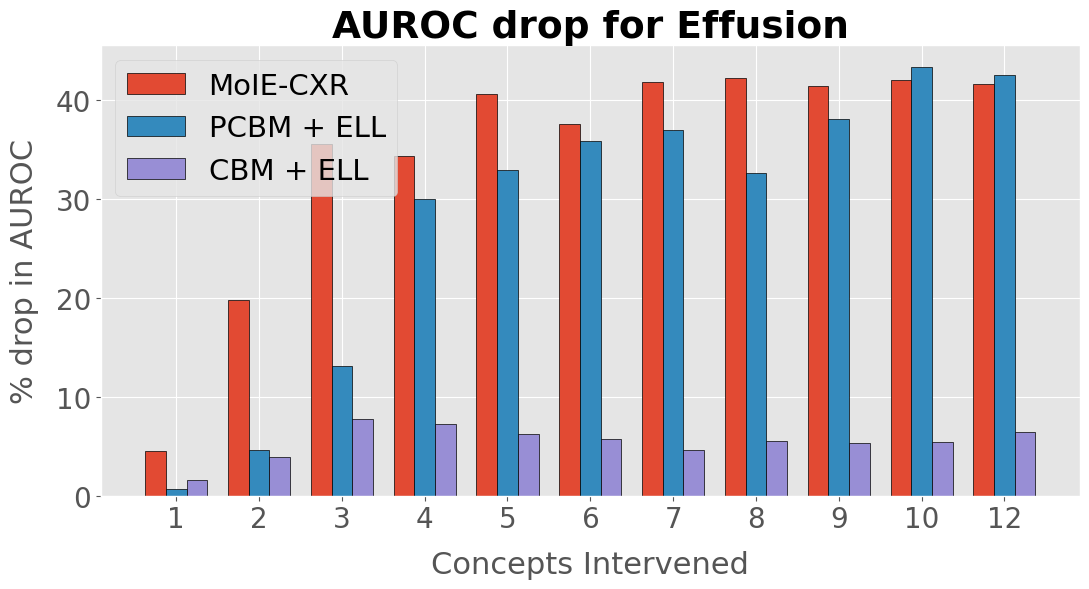 AUROC drop for Effusion
MoIE-CXR
PCBM + ELL
CBM + ELL
% drop in AUROC
40
30
20
10
0
1 2 3 4 5 6 7 8 9 10 12
Concepts Intervened